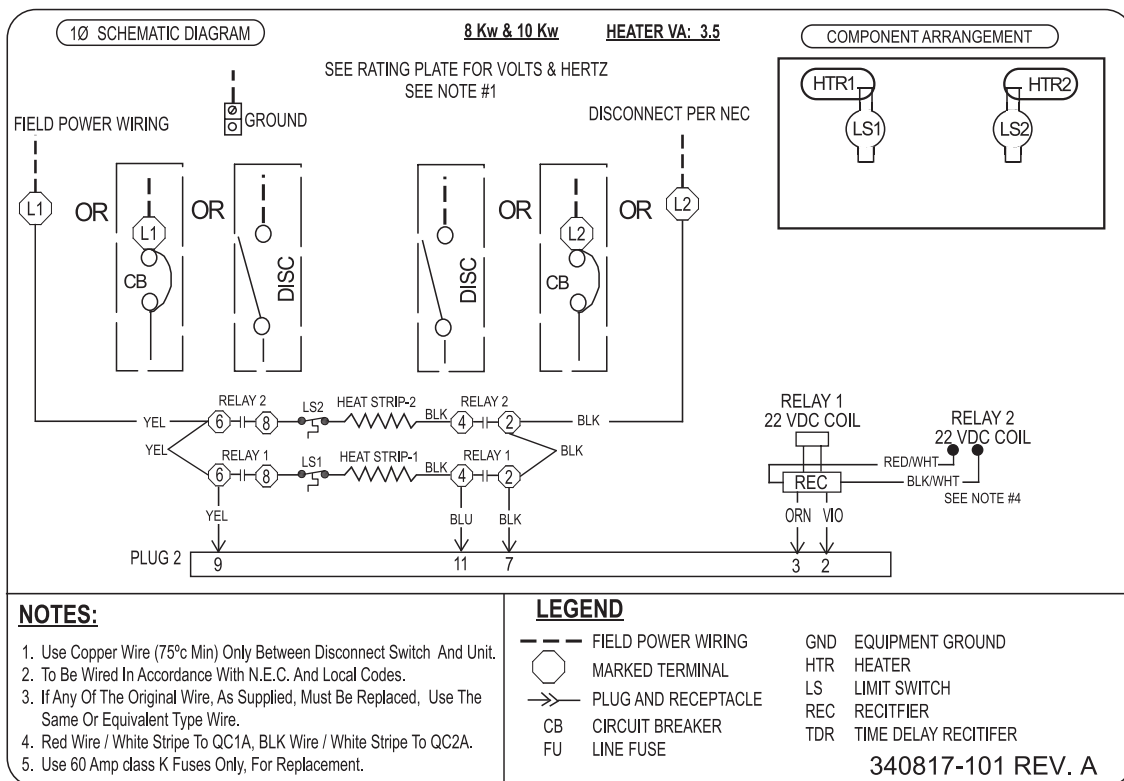 1Ø SCHEMATIC DIAGRAM
8 Kw & 10 Kw HEATER VA: 3.5
COMPONENT ARRANGEMENT
SEE RATING PLATE FOR VOLTS & HERTZ
SEE NOTE #1
HTR1 HTR2
LS1 LS2
FIELD POWER WIRING
GROUND
DISCONNECT PER NEC
L1 OR L1 CB OR DISC
DISC OR L2 CB OR L2
YEL 6 RELAY 2 8 LS2 HEAT STRIP-2 BLK 4 RELAY 2 2 BLK
YEL 6 RELAY 1 8 LS1 HEAT STRIP-1 BLK 4 RELAY 1 2 BLK
YEL BLU BLK
RELAY 1
22 VDC COIL
RELAY 2
22 VDC COIL
RED/WHT
REC BLK/WHT
SEE NOTE #4
ORN VIO
PLUG 2 9 11 7 3 2
NOTES:
1. Use Copper Wire (75ºc Min) Only Between Disconnect Switch And Unit.
2. To Be Wired In Accordance With N.E.C. And Local Codes.
3. If Any Of The Original Wire, As Supplied, Must Be Replaced, Use The
Same Or Equivalent Type Wire.
4. Red Wire / White Stripe To QC1A, BLK Wire / White Stripe To QC2A.
5. Use 60 Amp class K Fuses Only, For Replacement.
LEGEND
FIELD POWER WIRING
MARKED TERMINAL
PLUG AND RECEPTACLE
CB CIRCUIT BREAKER
FU LINE FUSE
GND EQUIPMENT GROUND
HTR HEATER
LS LIMIT SWITCH
REC RECITFIER
TDR TIME DELAY RECITIFER
340817-101 REV. A